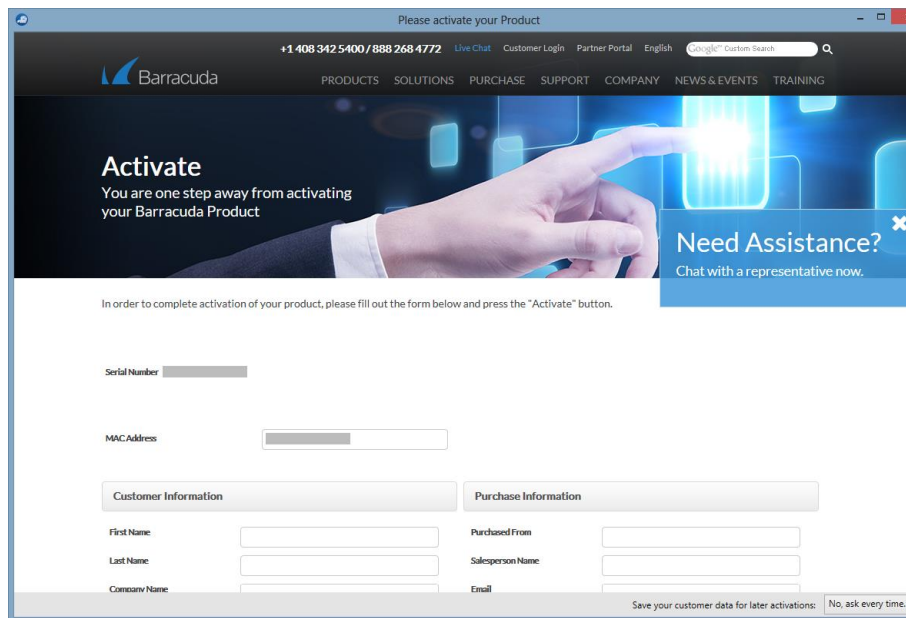 Please activate your Product
+1 408 342 5400 / 888 268 4772 Live Chat Customer Login Partner Portal English Google™ Custom Search
Barracuda
PRODUCTS SOLUTIONS PURCHASE SUPPORT COMPANY NEWS & EVENTS TRAINING
Activate
You are one step away from activating
your Barracuda Product
Need Assistance?
Chat with a representative now.
In order to complete activation of your product, please fill out the form below and press the "Activate" button.
Serial Number
MAC Address
Customer Information Purchase Information
First Name Purchased From
Last Name Salesperson Name
Company Name Email
Save your customer data for later activations: No, ask every time.